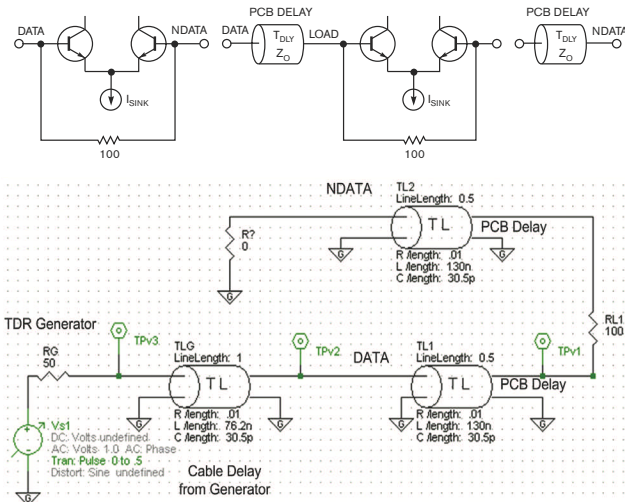 PCB DELAY
PCB DELAY
DATA
NDATA
DATA
T_DLY
Z_O
LOAD
T_DLY
Z_O
NDATA
I_SINK
I_SINK
100
100
NDATA
TL2
LineLength: 0.5
TL
PCB Delay
R?
0
R /length: .01
L /length: 130n
C /length: 30.5p
G
G
G
RL1
100
TDR Generator
TPv3
TPv2
TPv1
RG
50
TLG
LineLength: 1
TL
DATA
TL1
LineLength: 0.5
TL
PCB Delay
G
G
G
G
R /length: .01
L /length: 76.2n
C /length: 30.5p
R /length: .01
L /length: 130n
C /length: 30.5p
Vs1
DC: Volts undefined
AC: Volts 1.0 AC: Phase
Tran: Pulse 0 to .5
Distort: Sine undefined
G
Cable Delay
from Generator